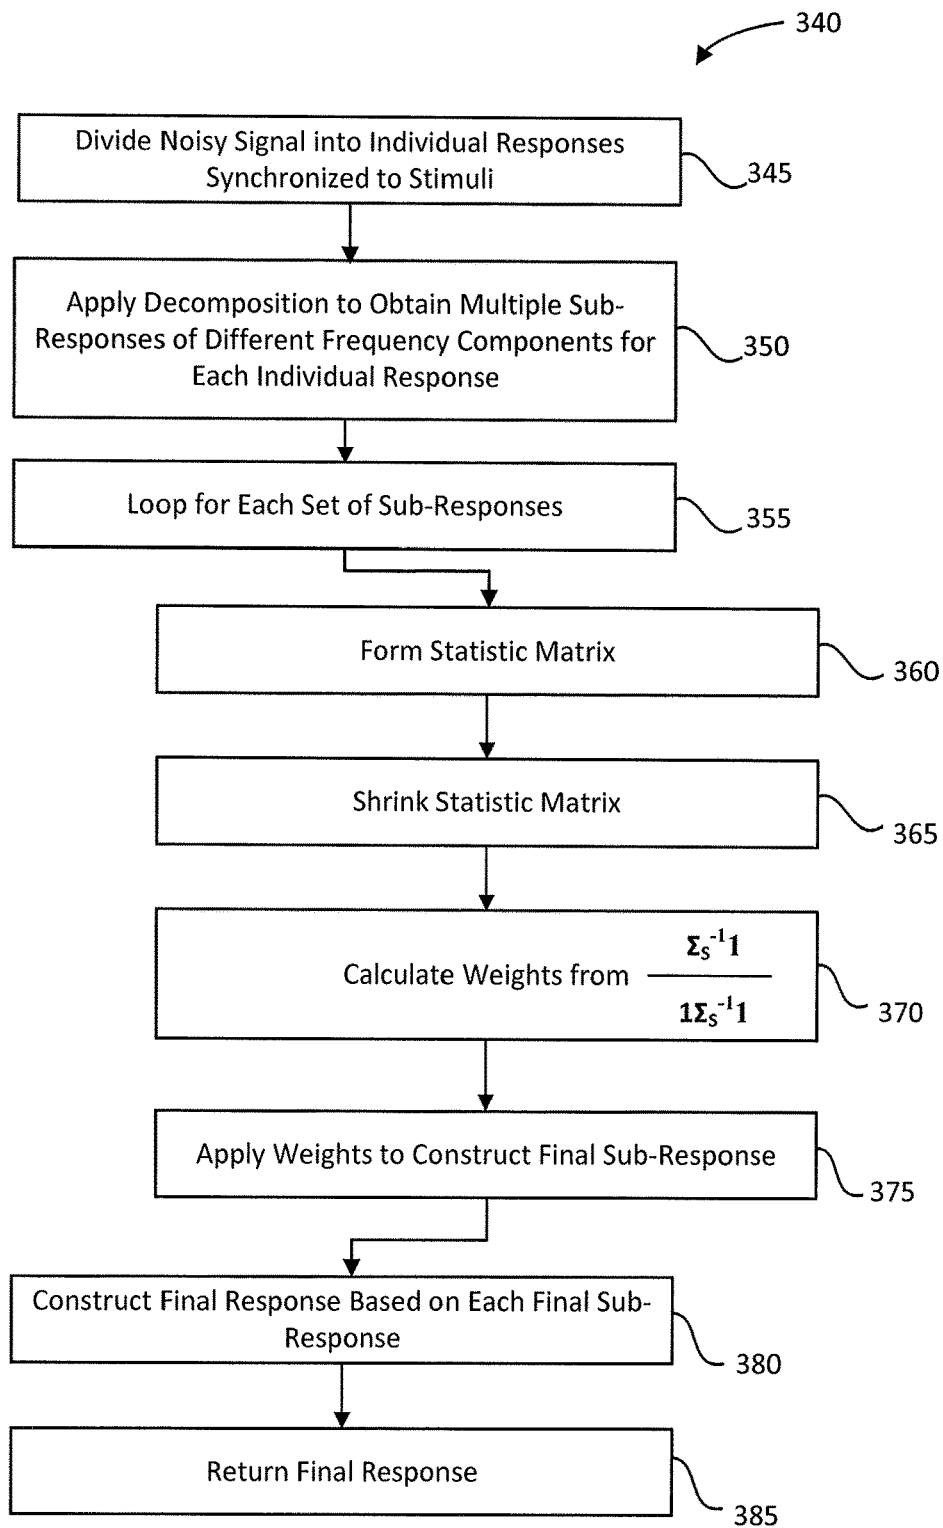 340
Divide Noisy Signal into Individual Responses
Synchronized to Stimuli
345
Apply Decomposition to Obtain Multiple Sub-
Responses of Different Frequency Components for
Each Individual Response
350
Loop for Each Set of Sub-Responses
355
Form Statistic Matrix
360
Shrink Statistic Matrix
365
Calculate Weights from
Σₛ⁻¹1
1Σₛ⁻¹1
370
Apply Weights to Construct Final Sub-Response
375
Construct Final Response Based on Each Final Sub-
Response
380
Return Final Response
385